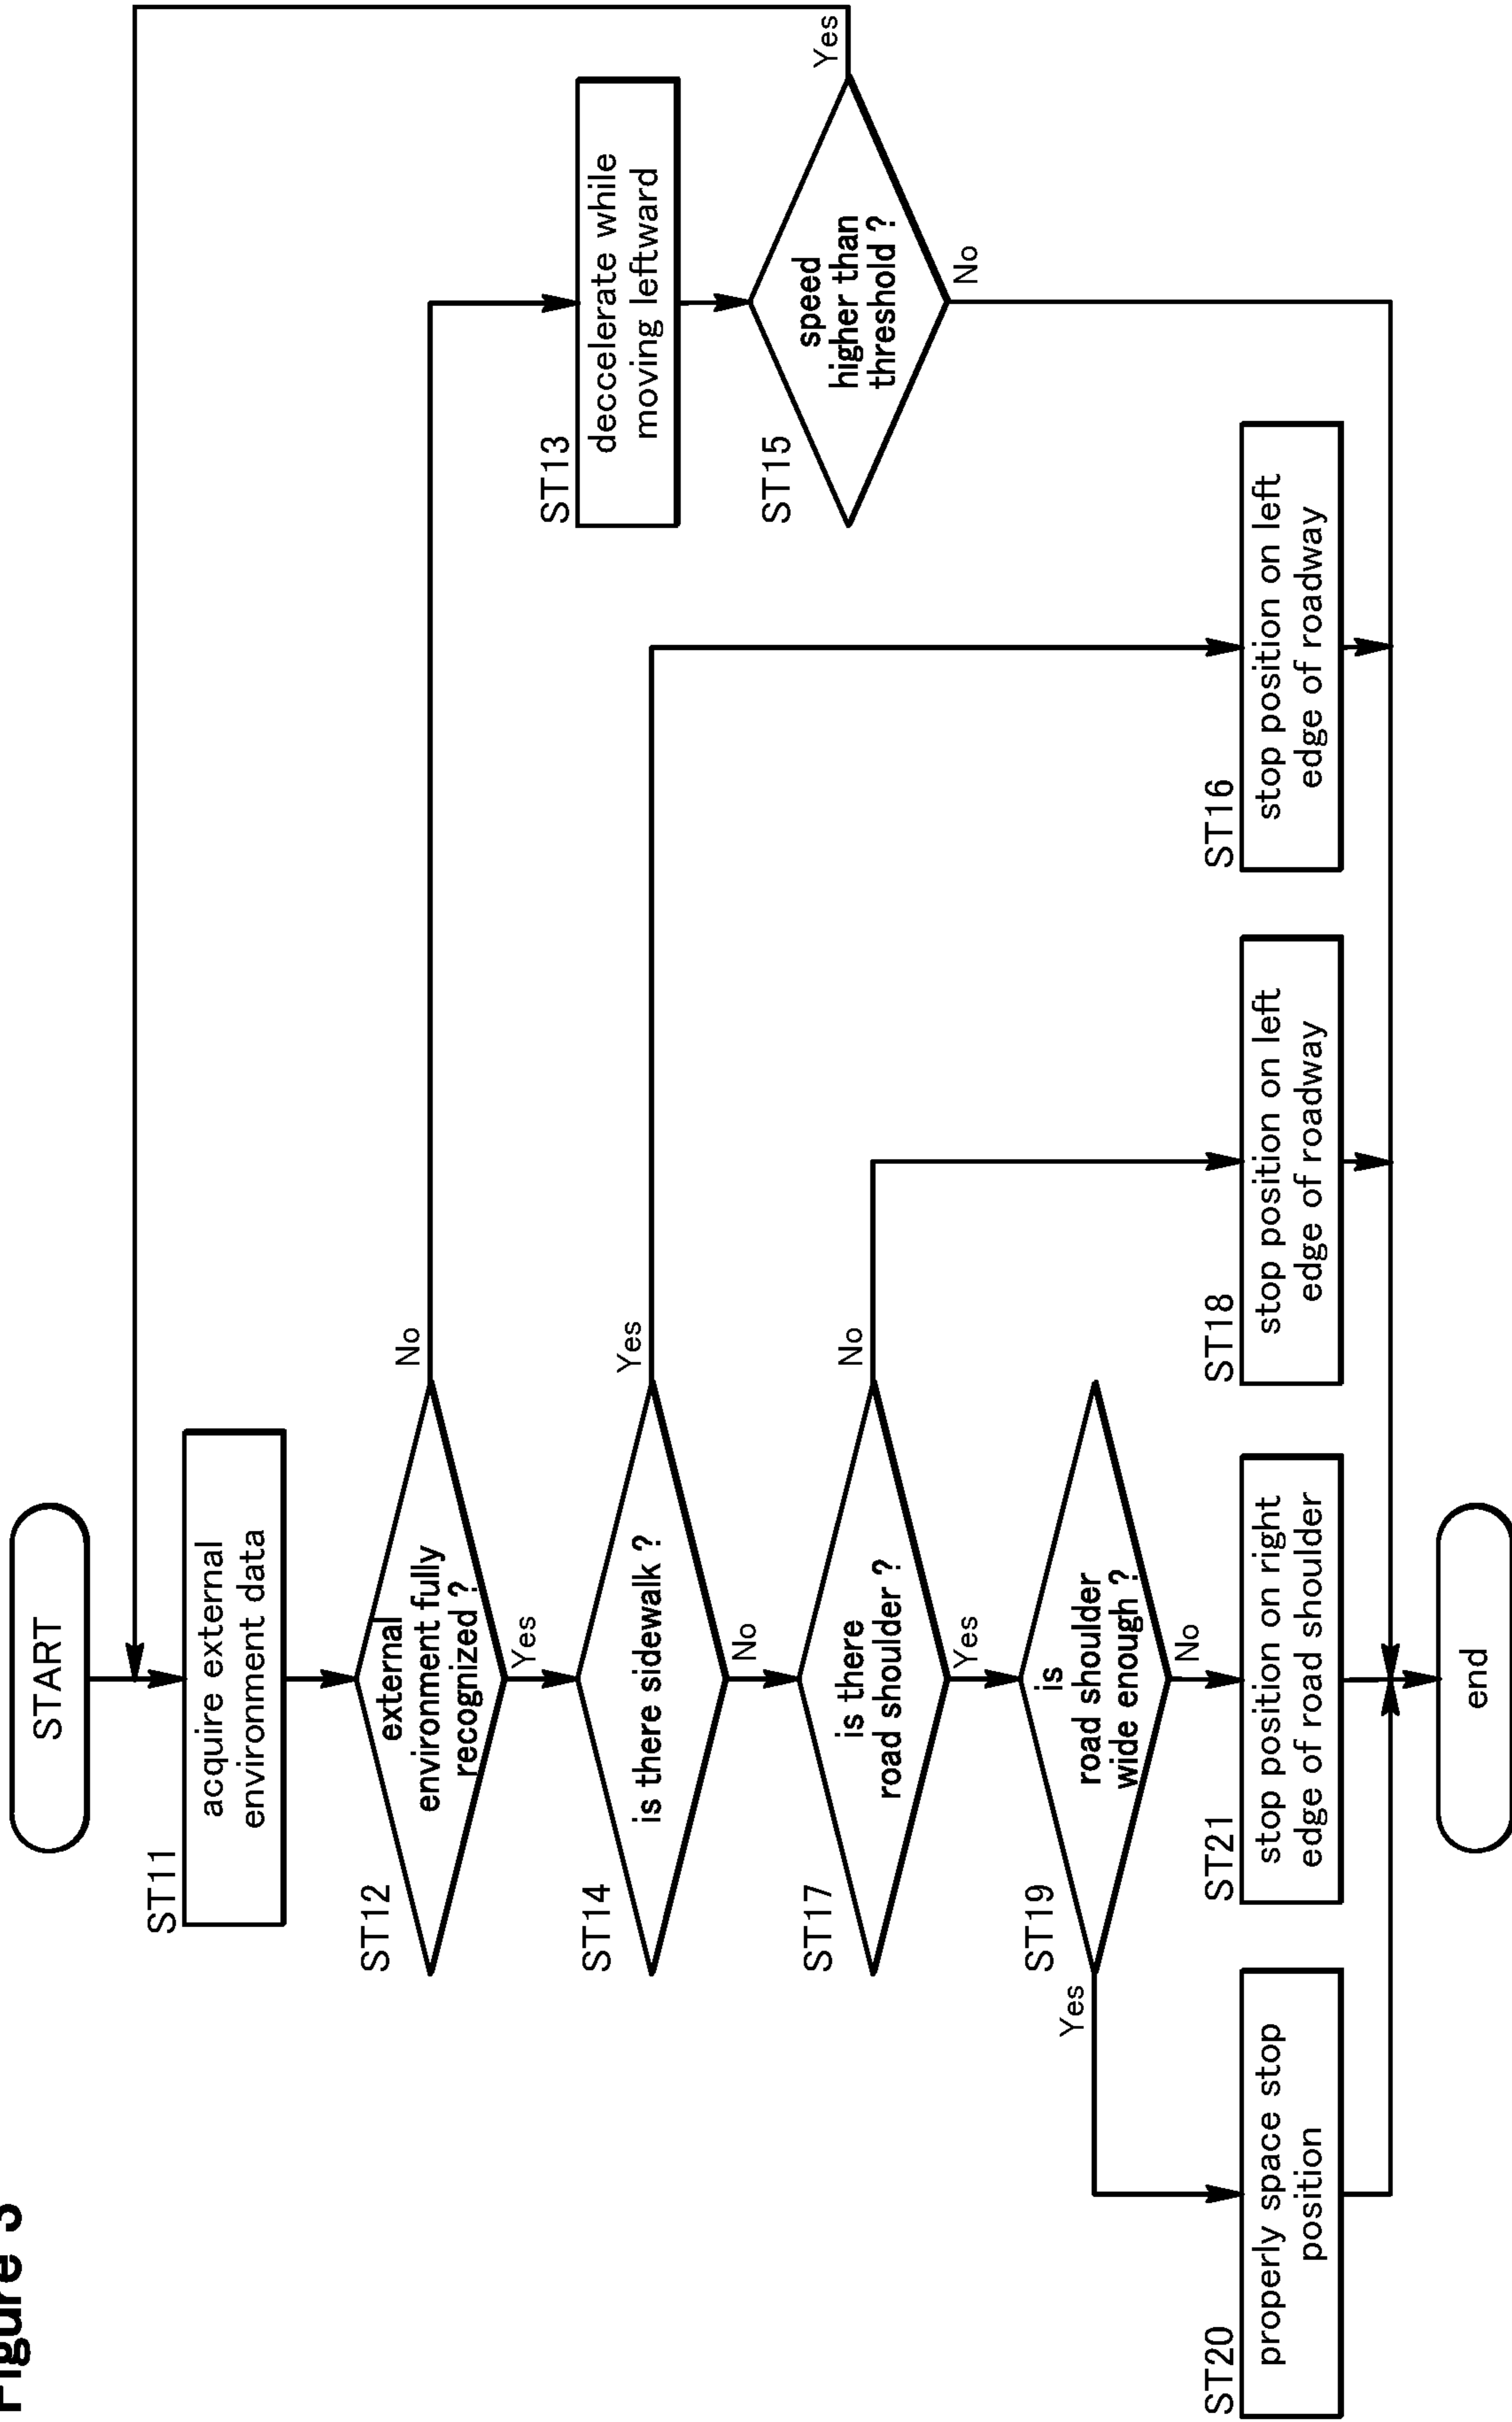 Figure 3
START
ST11
acquire external
environment data
ST12
external
environment fully
recognized ?
No
Yes
ST13
deccelerate while
moving leftward
ST14
is there sidewalk ?
Yes
No
ST15
speed
higher than
threshold ?
Yes
No
ST17
is there
road shoulder ?
No
Yes
ST19
is
road shoulder
wide enough ?
Yes
No
ST20
properly space stop
position
ST21
stop position on right
edge of road shoulder
ST18
stop position on left
edge of roadway
ST16
stop position on left
edge of roadway
end